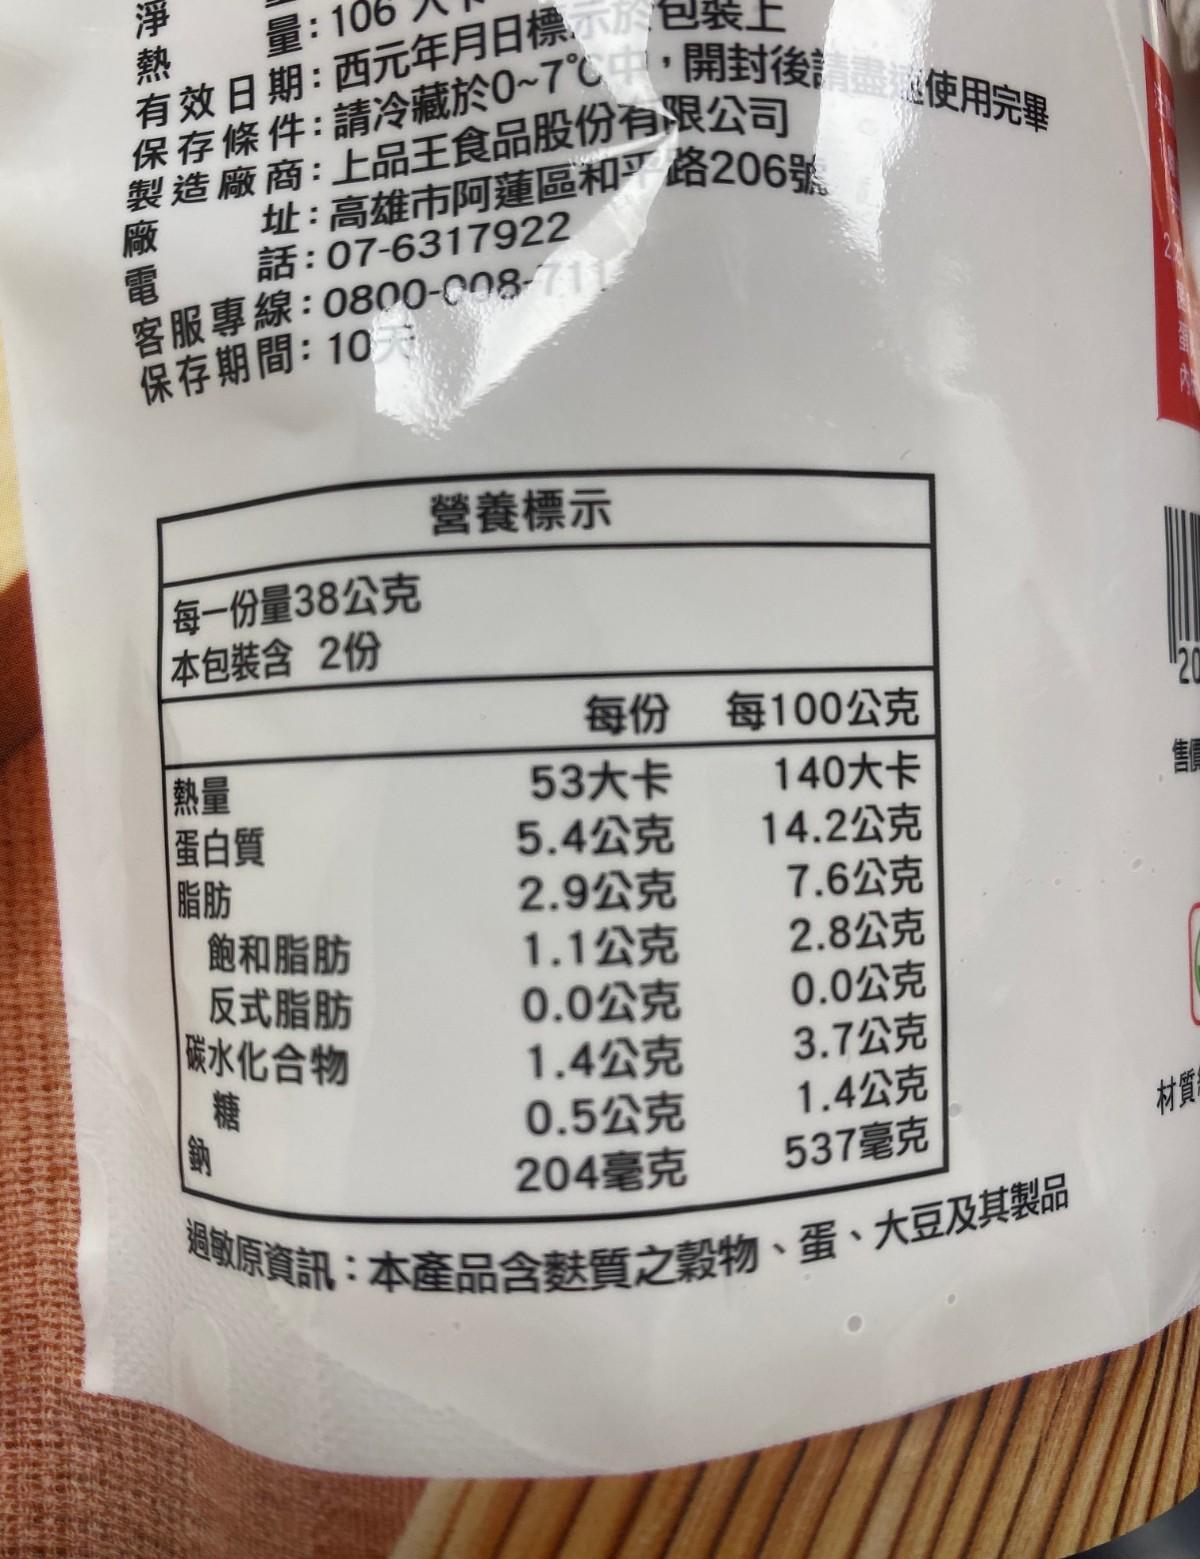 淨
熱 量：106 大卡
有效日期：西元年月日標示於包裝上
保存條件：請冷藏於0~7℃中，開封後請盡速使用完畢
製造廠商：上品王食品股份有限公司
廠 址：高雄市阿蓮區和平路206號
電 話：07-6317922
客服專線：0800-008-711
保存期間：10天
營養標示
每一份量38公克
本包裝含 2份
每份 每100公克
熱量 53大卡 140大卡
蛋白質 5.4公克 14.2公克
脂肪 2.9公克 7.6公克
飽和脂肪 1.1公克 2.8公克
反式脂肪 0.0公克 0.0公克
碳水化合物 1.4公克 3.7公克
糖 0.5公克 1.4公克
鈉 204毫克 537毫克
過敏原資訊：本產品含麩質之穀物、蛋、大豆及其製品
20
售價
材質